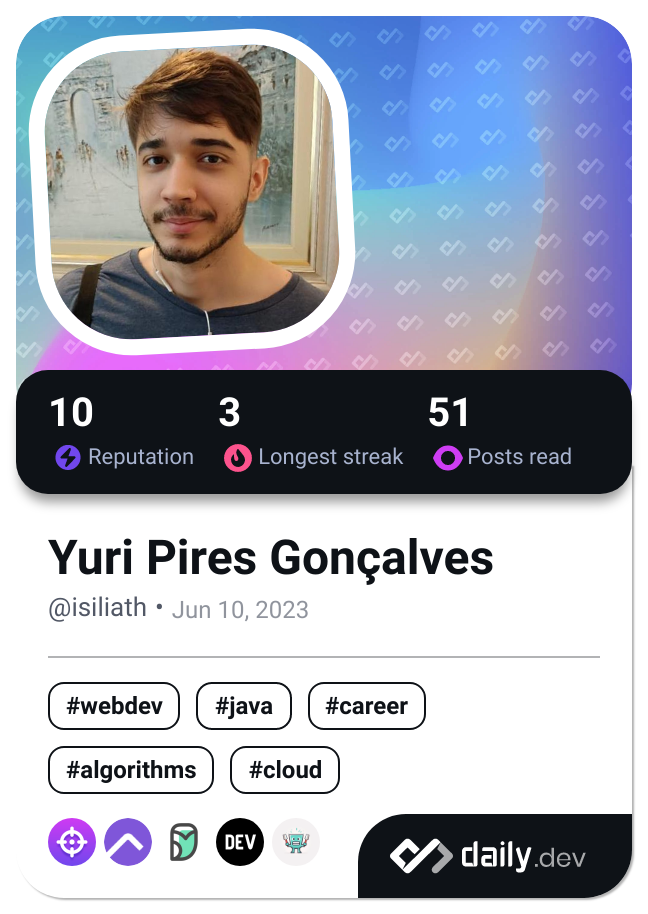 10 3 51
Reputation Longest streak Posts read
Yuri Pires Gonçalves
@isiliath • Jun 10, 2023
#webdev #java #career
#algorithms #cloud
DEV
daily.dev